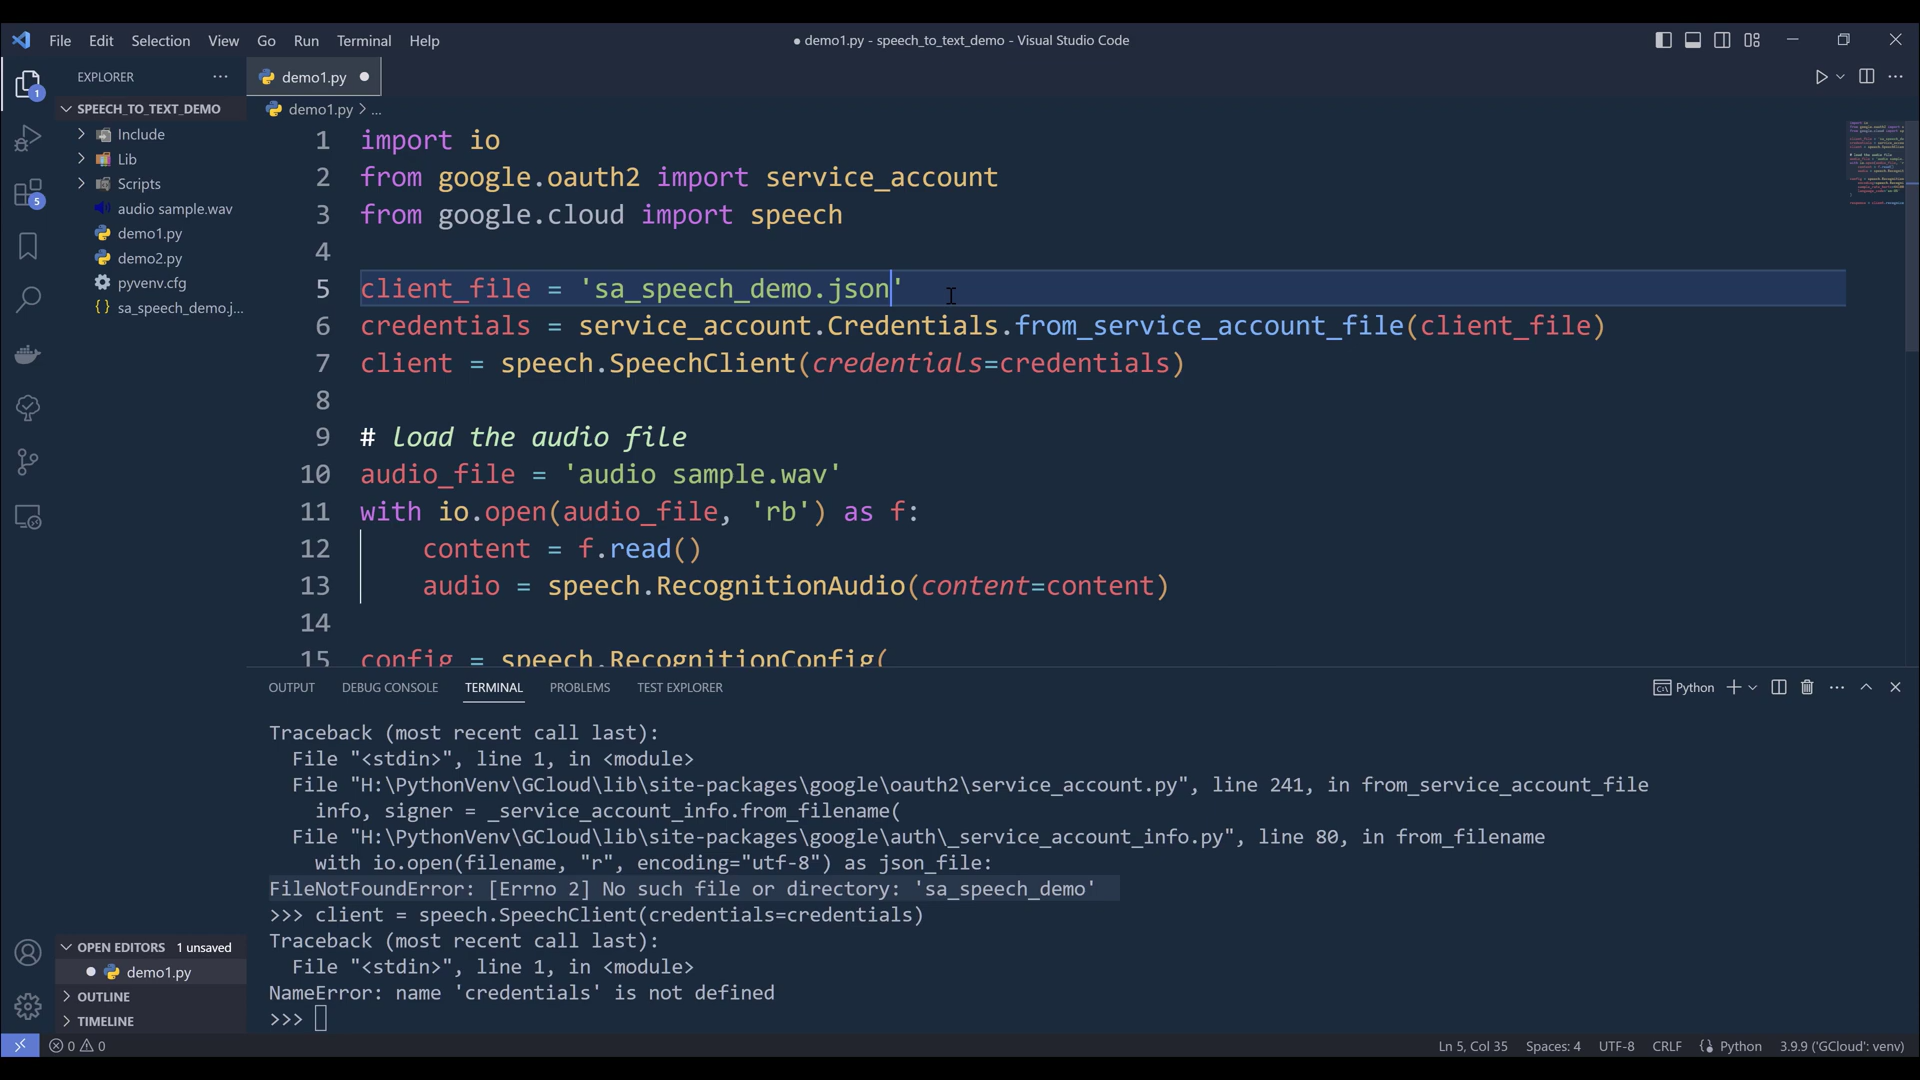 File Edit Selection View Go Run Terminal Help
● demo1.py - speech_to_text_demo - Visual Studio Code
EXPLORER
demo1.py
SPEECH_TO_TEXT_DEMO
Include
Lib
Scripts
audio sample.wav
demo1.py
demo2.py
pyvenv.cfg
sa_speech_demo.j...
1
5
demo1.py > ...
1 import io
2 from google.oauth2 import service_account
3 from google.cloud import speech
4
5 client_file = 'sa_speech_demo.json'
6 credentials = service_account.Credentials.from_service_account_file(client_file)
7 client = speech.SpeechClient(credentials=credentials)
8
9 # Load the audio file
10 audio_file = 'audio sample.wav'
11 with io.open(audio_file, 'rb') as f:
12 content = f.read()
13 audio = speech.RecognitionAudio(content=content)
14
15 config = speech.RecognitionConfig(
OUTPUT DEBUG CONSOLE TERMINAL PROBLEMS TEST EXPLORER
Python
Traceback (most recent call last):
File "<stdin>", line 1, in <module>
File "H:\PythonVenv\GCloud\lib\site-packages\google\oauth2\service_account.py", line 241, in from_service_account_file
info, signer = _service_account_info.from_filename(
File "H:\PythonVenv\GCloud\lib\site-packages\google\auth\_service_account_info.py", line 80, in from_filename
with io.open(filename, "r", encoding="utf-8") as json_file:
FileNotFoundError: [Errno 2] No such file or directory: 'sa_speech_demo'
>>> client = speech.SpeechClient(credentials=credentials)
Traceback (most recent call last):
File "<stdin>", line 1, in <module>
NameError: name 'credentials' is not defined
>>>
OPEN EDITORS 1 unsaved
demo1.py
OUTLINE
TIMELINE
0 0
Ln 5, Col 35 Spaces: 4 UTF-8 CRLF Python 3.9.9 ('GCloud': venv)